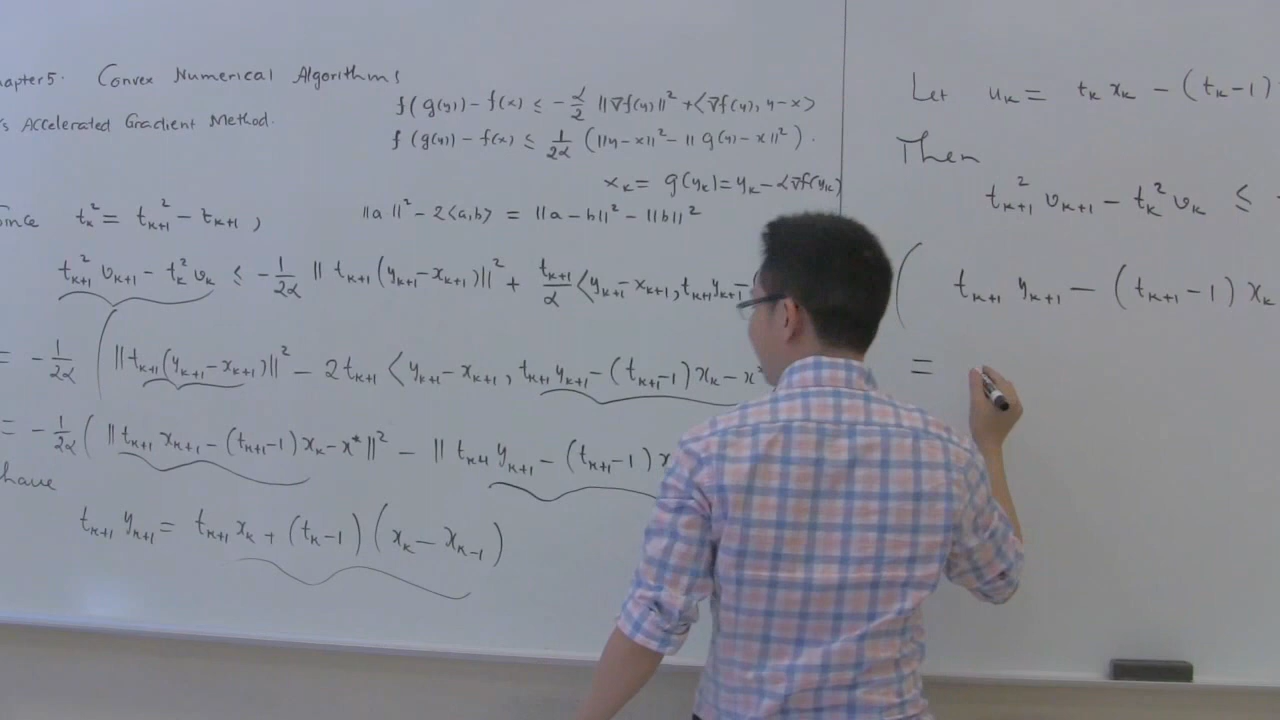 Chapter 5. Convex Numerical Algorithms
's Accelerated Gradient Method.
f(g(y)) - f(x) ≤ -α/2 ||∇f(y)||² + ⟨∇f(y), y-x⟩
f(g(y)) - f(x) ≤ 1/2α (||y-x||² - ||g(y)-x||²).
x_k = g(y_k) = y_k - α∇f(y_k)
Since t_k² = t_{k+1}² - t_{k+1}, ||a||² - 2⟨a,b⟩ = ||a-b||² - ||b||²
t_{k+1}² v_{k+1} - t_k² v_k ≤ -1/2α ||t_{k+1}(y_{k+1}-x_{k+1})||² + t_{k+1}/α ⟨y_{k+1}-x_{k+1}, t_{k+1}y_{k+1}-
= -1/2α (||t_{k+1}(y_{k+1}-x_{k+1})||² - 2t_{k+1} ⟨y_{k+1}-x_{k+1}, t_{k+1}y_{k+1}-(t_{k+1}-1)x_k-x*
= -1/2α (||t_{k+1}x_{k+1}-(t_{k+1}-1)x_k-x*||² - ||t_{k+1}y_{k+1}-(t_{k+1}-1)x
have
t_{k+1}y_{k+1} = t_{k+1}x_k + (t_k-1)(x_k-x_{k-1})
Let u_k = t_k x_k - (t_k-1)
Then
t_{k+1}² v_{k+1} - t_k² v_k ≤ -
( t_{k+1} y_{k+1} - (t_{k+1}-1) x_k
=